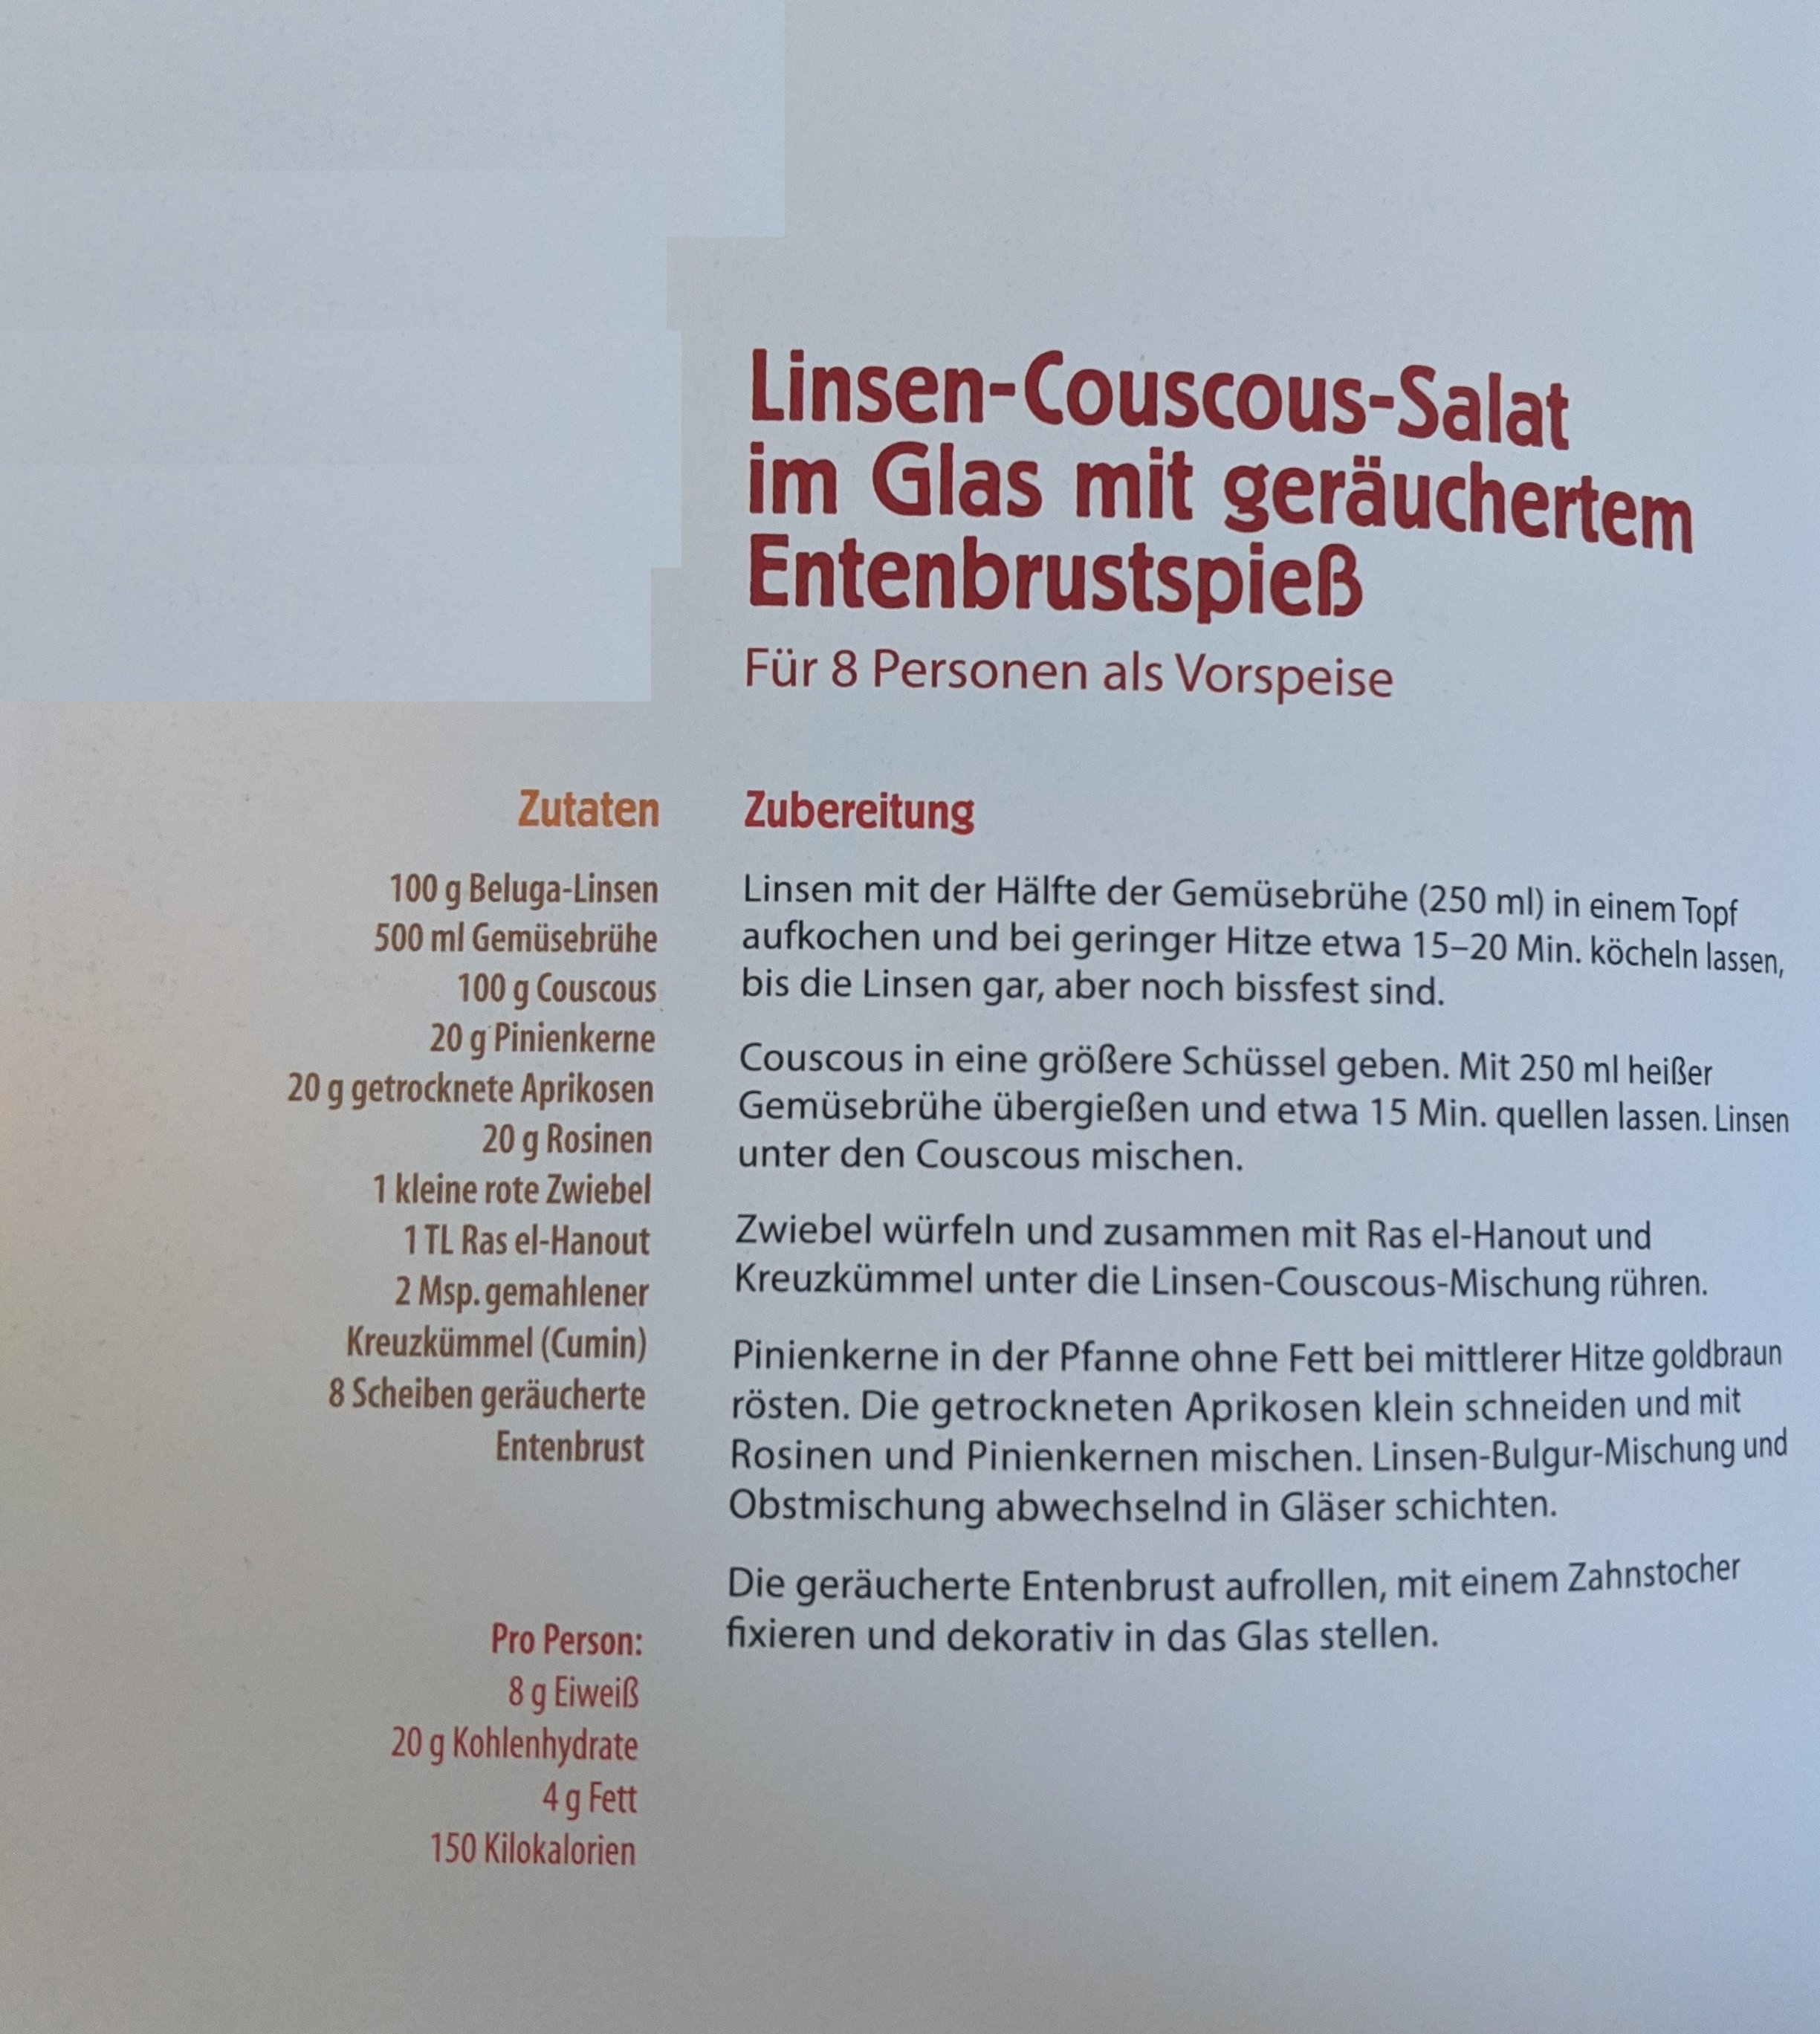 Linsen-Couscous-Salat
im Glas mit geräuchertem
Entenbrustspieß
Für 8 Personen als Vorspeise
Zutaten
100 g Beluga-Linsen
500 ml Gemüsebrühe
100 g Couscous
20 g Pinienkerne
20 g getrocknete Aprikosen
20 g Rosinen
1 kleine rote Zwiebel
1 TL Ras el-Hanout
2 Msp. gemahlener
Kreuzkümmel (Cumin)
8 Scheiben geräucherte
Entenbrust
Pro Person:
8 g Eiweiß
20 g Kohlenhydrate
4 g Fett
150 Kilokalorien
Zubereitung
Linsen mit der Hälfte der Gemüsebrühe (250 ml) in einem Topf
aufkochen und bei geringer Hitze etwa 15–20 Min. köcheln lassen,
bis die Linsen gar, aber noch bissfest sind.
Couscous in eine größere Schüssel geben. Mit 250 ml heißer
Gemüsebrühe übergießen und etwa 15 Min. quellen lassen. Linsen
unter den Couscous mischen.
Zwiebel würfeln und zusammen mit Ras el-Hanout und
Kreuzkümmel unter die Linsen-Couscous-Mischung rühren.
Pinienkerne in der Pfanne ohne Fett bei mittlerer Hitze goldbraun
rösten. Die getrockneten Aprikosen klein schneiden und mit
Rosinen und Pinienkernen mischen. Linsen-Bulgur-Mischung und
Obstmischung abwechselnd in Gläser schichten.
Die geräucherte Entenbrust aufrollen, mit einem Zahnstocher
fixieren und dekorativ in das Glas stellen.